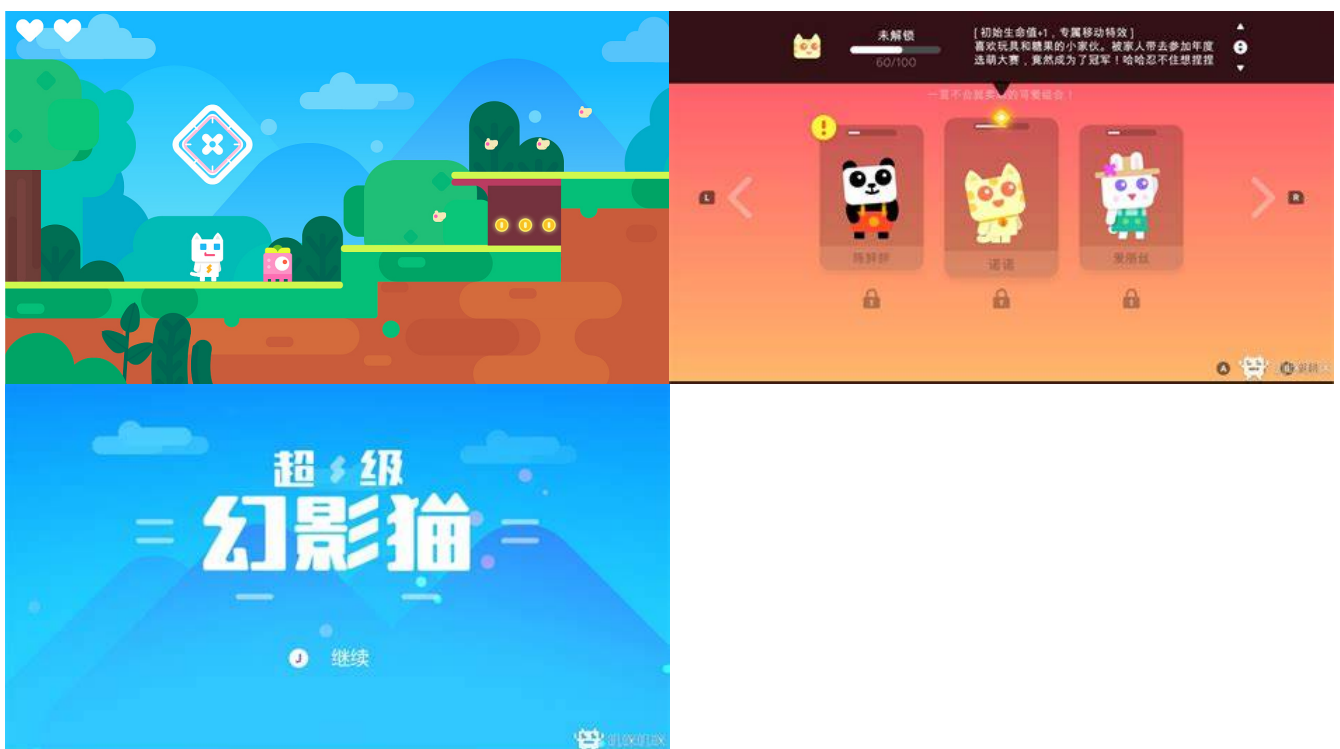 未解锁
60/100
[初始生命值+1，专属移动特效]
喜欢玩具和糖果的小家伙。被家人带去参加年度
选萌大赛，竟然成为了冠军！哈哈忍不住想捏捏
L
R
诺诺
爱丽丝
A
超级
幻影猫
J 继续